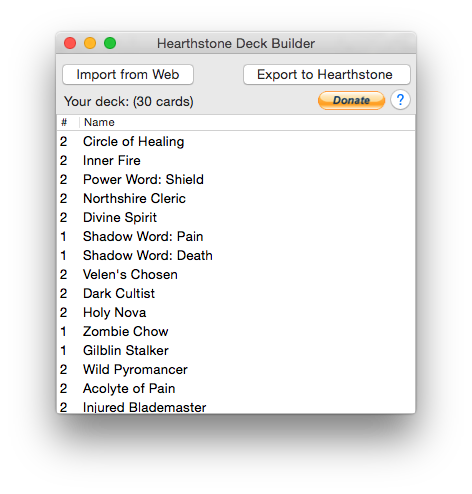 Hearthstone Deck Builder
Import from Web Export to Hearthstone
Your deck: (30 cards) Donate ?
# Name
2 Circle of Healing
2 Inner Fire
2 Power Word: Shield
2 Northshire Cleric
2 Divine Spirit
1 Shadow Word: Pain
1 Shadow Word: Death
2 Velen's Chosen
2 Dark Cultist
2 Holy Nova
1 Zombie Chow
1 Gilblin Stalker
2 Wild Pyromancer
2 Acolyte of Pain
2 Injured Blademaster